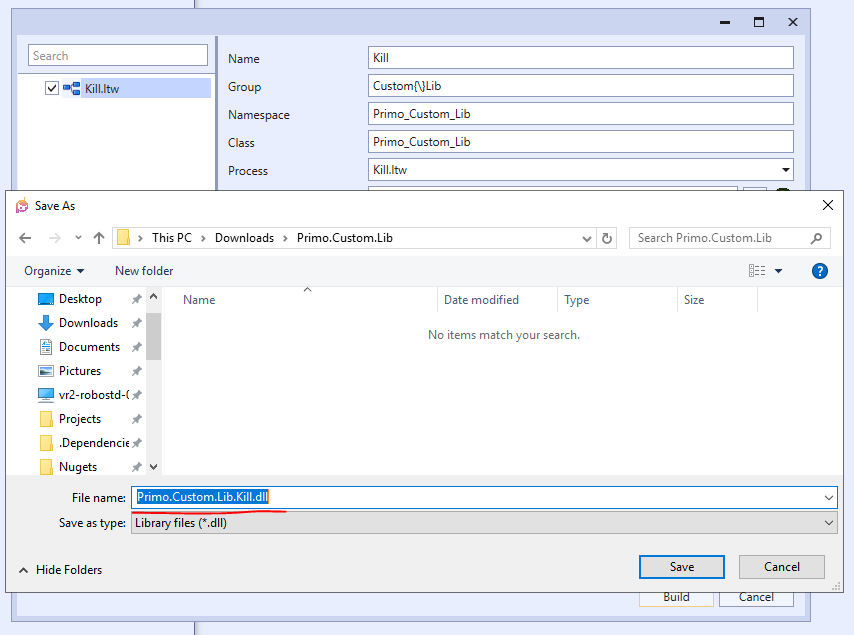 Search
Kill.ltw
Name
Kill
Group
Custom{\}Lib
Namespace
Primo_Custom_Lib
Class
Primo_Custom_Lib
Process
Kill.ltw
Save As
This PC
Downloads
Primo.Custom.Lib
Search Primo.Custom.Lib
Organize
New folder
?
Desktop
Downloads
Documents
Pictures
vr2-robostd-
Projects
.Dependencie
Nugets
Name
Date modified
Type
Size
No items match your search.
File name:
Primo.Custom.Lib.Kill.dll
Save as type:
Library files (*.dll)
Hide Folders
Save
Cancel
Build
Cancel